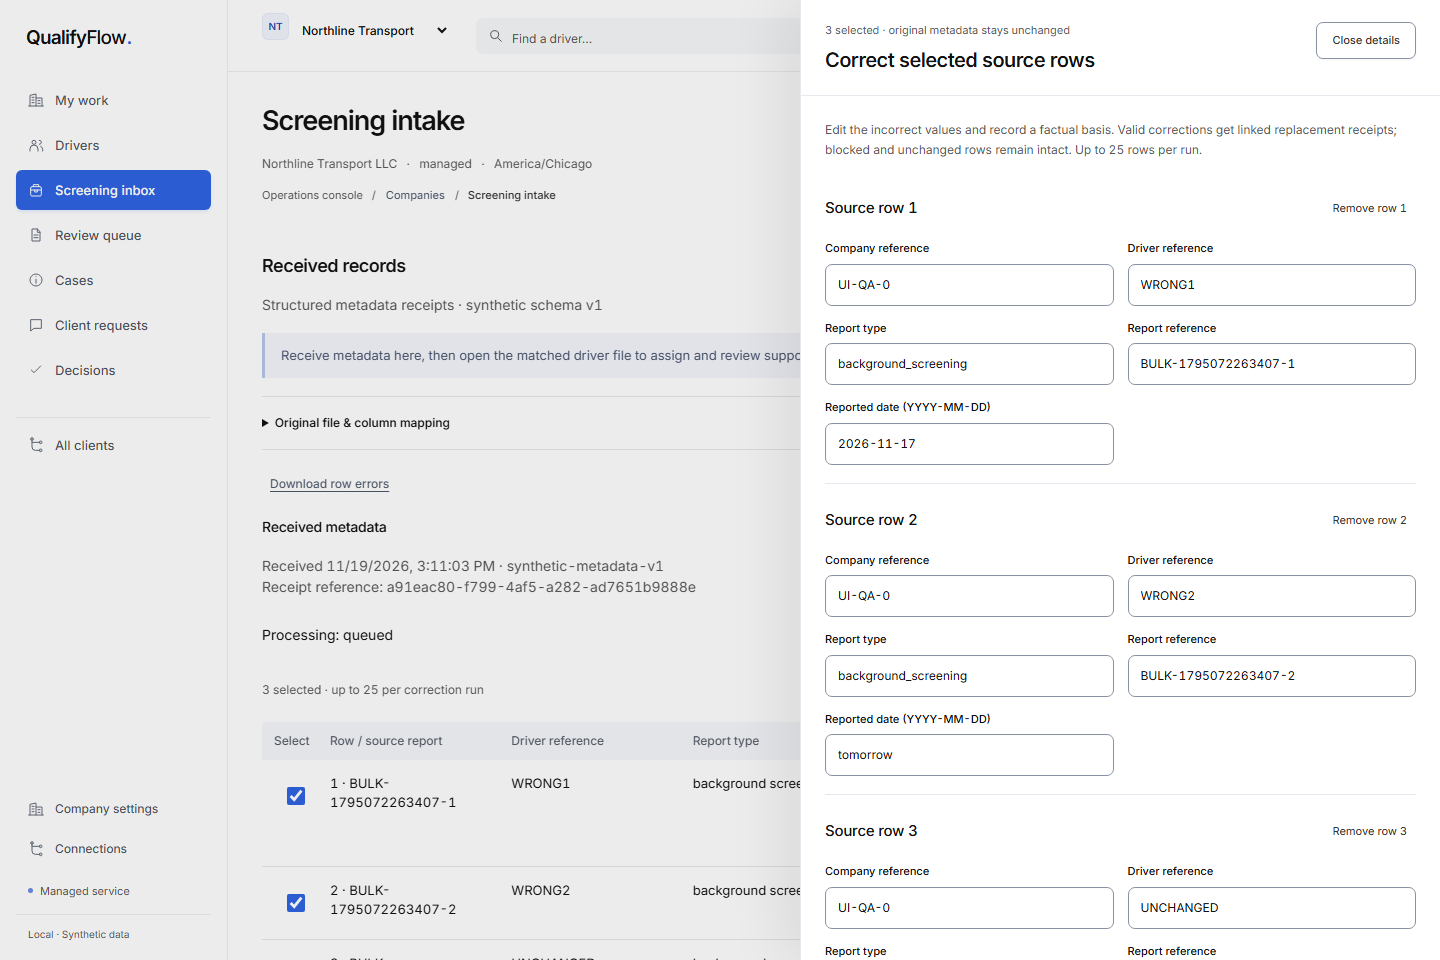 QualifyFlow.
My work
Drivers
Screening inbox
Review queue
Cases
Client requests
Decisions
All clients
Company settings
Connections
Managed service
Local · Synthetic data
NT
Northline Transport
Find a driver...
Screening intake
Northline Transport LLC · managed · America/Chicago
Operations console / Companies / Screening intake
Received records
Structured metadata receipts · synthetic schema v1
Receive metadata here, then open the matched driver file to assign and review suppo
Original file & column mapping
Download row errors
Received metadata
Received 11/19/2026, 3:11:03 PM · synthetic-metadata-v1
Receipt reference: a91eac80-f799-4af5-a282-ad7651b9888e
Processing: queued
3 selected · up to 25 per correction run
Select Row / source report Driver reference Report type
1 · BULK-
1795072263407-1
WRONG1
background scree
2 · BULK-
1795072263407-2
WRONG2
background scree
3 selected · original metadata stays unchanged
Correct selected source rows
Close details
Edit the incorrect values and record a factual basis. Valid corrections get linked replacement receipts;
blocked and unchanged rows remain intact. Up to 25 rows per run.
Source row 1
Remove row 1
Company reference Driver reference
UI-QA-0 WRONG1
Report type Report reference
background_screening BULK-1795072263407-1
Reported date (YYYY-MM-DD)
2026-11-17
Source row 2
Remove row 2
Company reference Driver reference
UI-QA-0 WRONG2
Report type Report reference
background_screening BULK-1795072263407-2
Reported date (YYYY-MM-DD)
tomorrow
Source row 3
Remove row 3
Company reference Driver reference
UI-QA-0 UNCHANGED
Report type Report reference